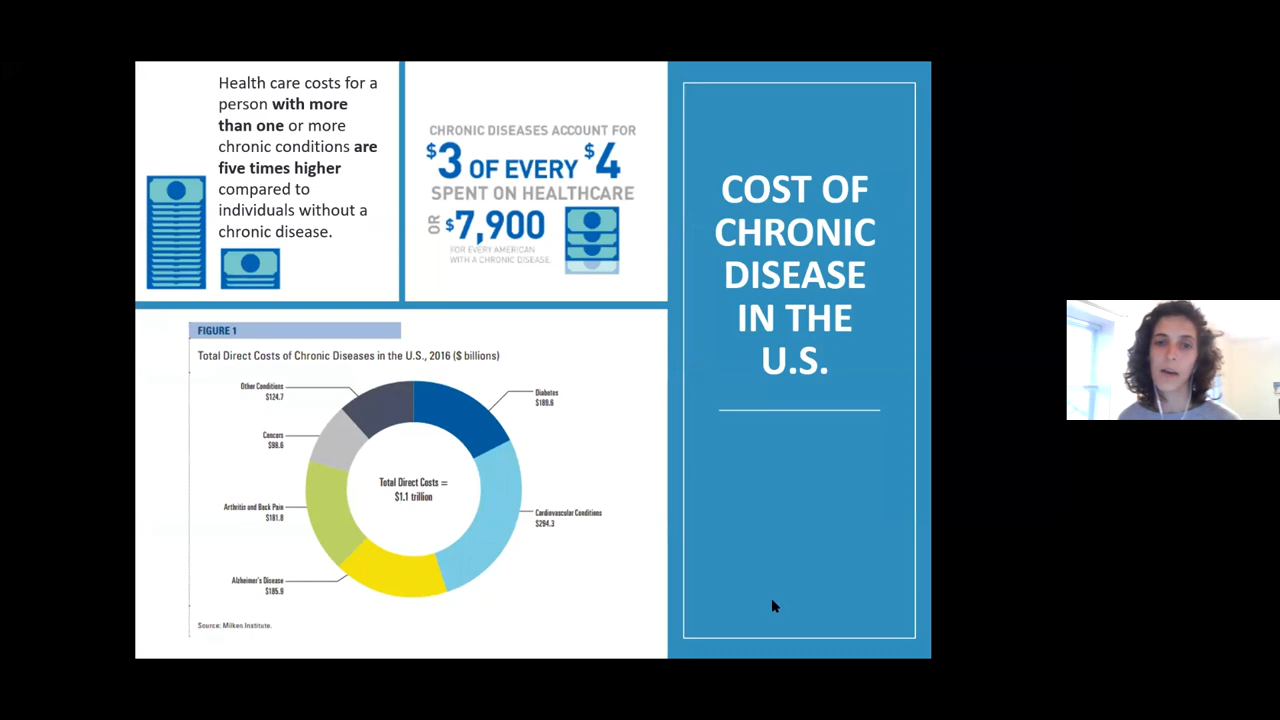 Health care costs for a
person with more
than one or more
chronic conditions are
five times higher
compared to
individuals without a
chronic disease.
CHRONIC DISEASES ACCOUNT FOR
$3 OF EVERY $4
SPENT ON HEALTHCARE
OR $7,900
FOR EVERY AMERICAN
WITH A CHRONIC DISEASE
COST OF
CHRONIC
DISEASE
IN THE
U.S.
FIGURE 1
Total Direct Costs of Chronic Diseases in the U.S., 2016 ($ billions)
Other Conditions
$124.7
Diabetes
$189.6
Cancers
$98.6
Total Direct Costs =
$1.1 trillion
Arthritis and Back Pain
$181.8
Cardiovascular Conditions
$294.3
Alzheimer's Disease
$185.9
Source: Milken Institute.